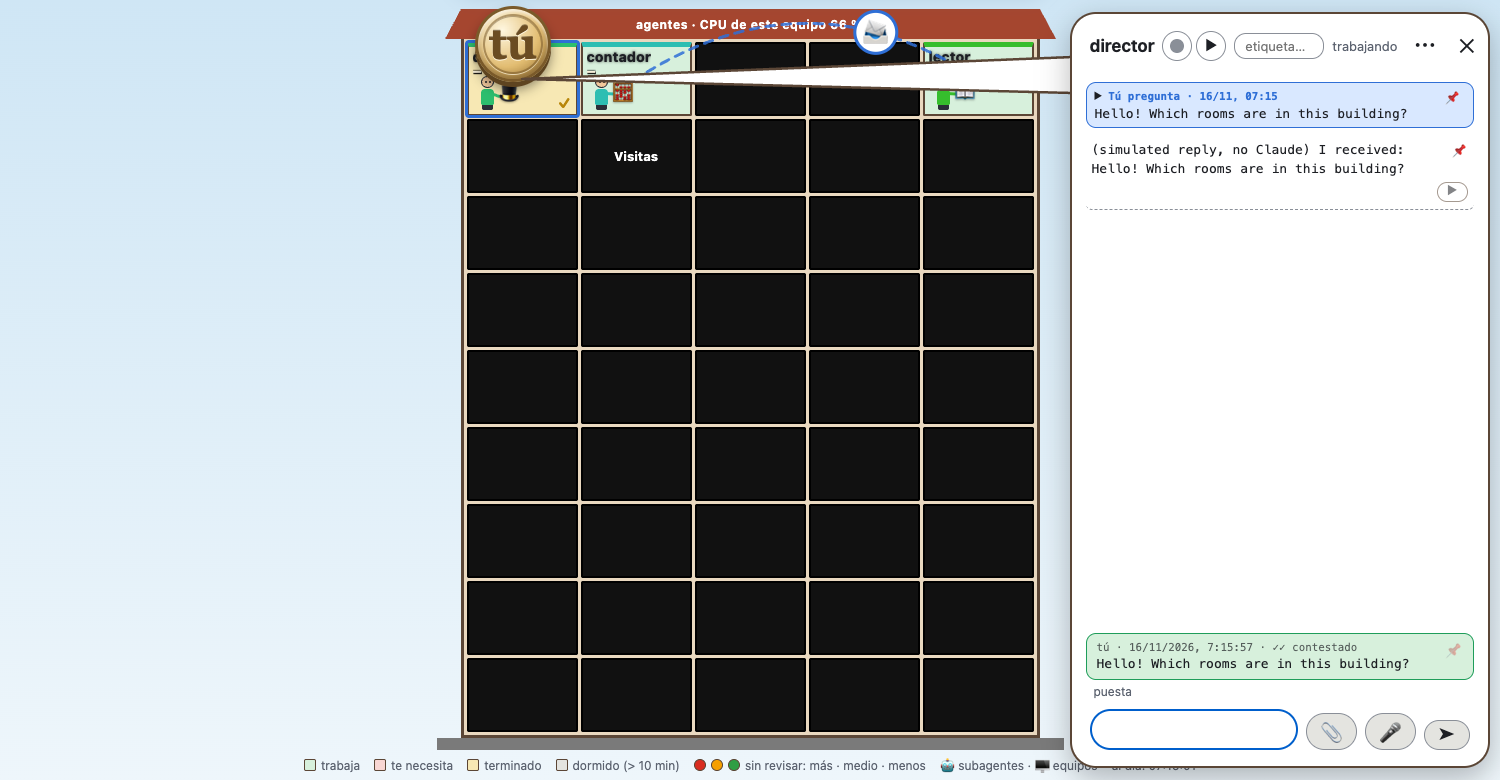 agentes · CPU de este equipo 86 %
tú
contador
lector
Visitas
director
etiqueta...
trabajando
Tú pregunta · 16/11, 07:15
Hello! Which rooms are in this building?
(simulated reply, no Claude) I received:
Hello! Which rooms are in this building?
tú · 16/11/2026, 7:15:57 · ✓✓ contestado
Hello! Which rooms are in this building?
puesta
trabaja
te necesita
terminado
dormido (> 10 min)
sin revisar: más · medio · menos
subagentes ·
equipos